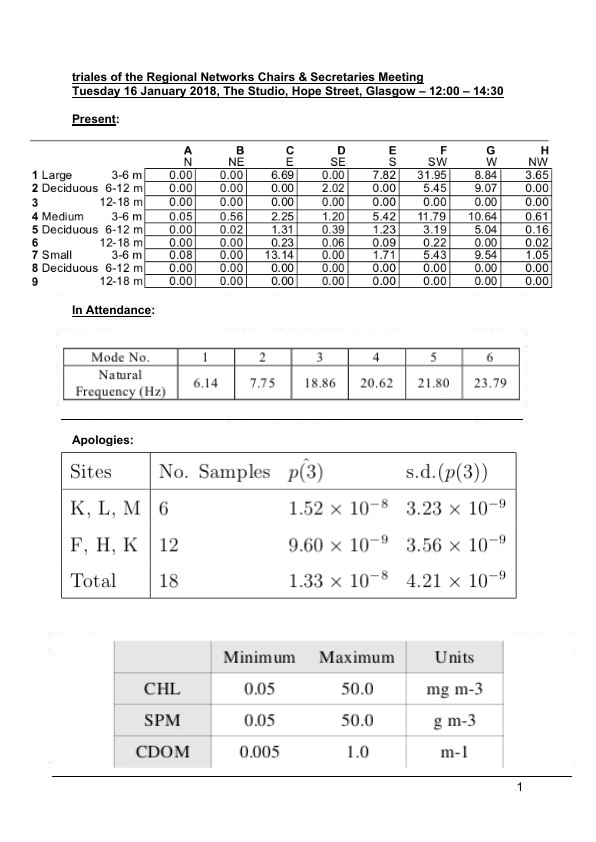 triales of the Regional Networks Chairs & Secretaries Meeting
Tuesday 16 January 2018, The Studio, Hope Street, Glasgow – 12:00 – 14:30
Present:
A B C D E F G H
N NE E SE S SW W NW
1 Large 3-6 m 0.00 0.00 6.69 0.00 7.82 31.95 8.84 3.65
2 Deciduous 6-12 m 0.00 0.00 0.00 2.02 0.00 5.45 9.07 0.00
3 12-18 m 0.00 0.00 0.00 0.00 0.00 0.00 0.00 0.00
4 Medium 3-6 m 0.05 0.56 2.25 1.20 5.42 11.79 10.64 0.61
5 Deciduous 6-12 m 0.00 0.02 1.31 0.39 1.23 3.19 5.04 0.16
6 12-18 m 0.00 0.00 0.23 0.06 0.09 0.22 0.00 0.02
7 Small 3-6 m 0.08 0.00 13.14 0.00 1.71 5.43 9.54 1.05
8 Deciduous 6-12 m 0.00 0.00 0.00 0.00 0.00 0.00 0.00 0.00
9 12-18 m 0.00 0.00 0.00 0.00 0.00 0.00 0.00 0.00
In Attendance:
Mode No. 1 2 3 4 5 6
Natural
Frequency (Hz) 6.14 7.75 18.86 20.62 21.80 23.79
Apologies:
Sites No. Samples p(̂3) s.d.(p(3))
K, L, M 6 1.52 × 10⁻⁸ 3.23 × 10⁻⁹
F, H, K 12 9.60 × 10⁻⁹ 3.56 × 10⁻⁹
Total 18 1.33 × 10⁻⁸ 4.21 × 10⁻⁹
Minimum Maximum Units
CHL 0.05 50.0 mg m-3
SPM 0.05 50.0 g m-3
CDOM 0.005 1.0 m-1
1